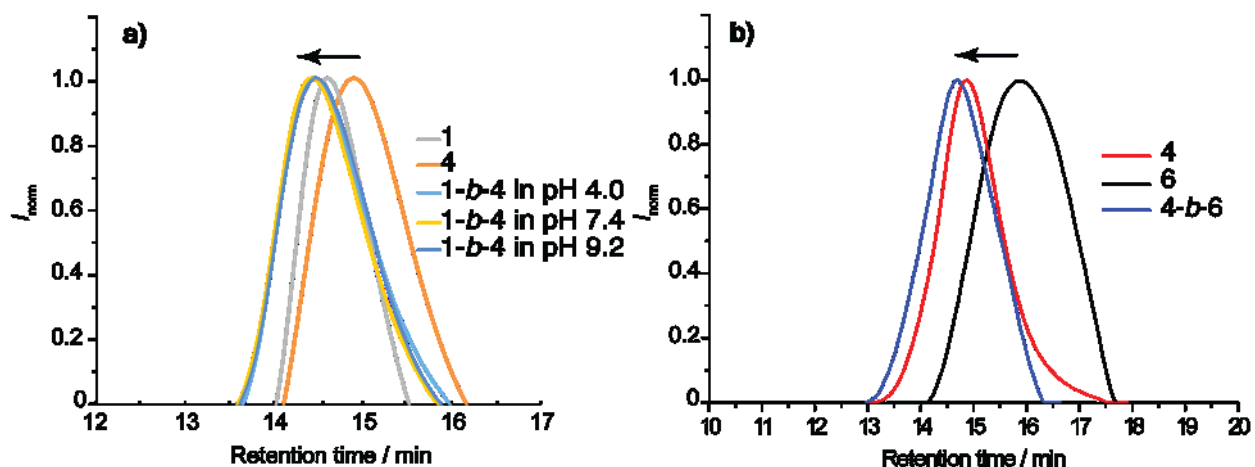 a)
1.0
0.8
0.6
0.4
0.2
0
I norm
12 13 14 15 16 17
Retention time / min
1
4
1-b-4 in pH 4.0
1-b-4 in pH 7.4
1-b-4 in pH 9.2
b)
1.0
0.8
0.6
0.4
0.2
0
I norm
10 11 12 13 14 15 16 17 18 19 20
Retention time / min
4
6
4-b-6